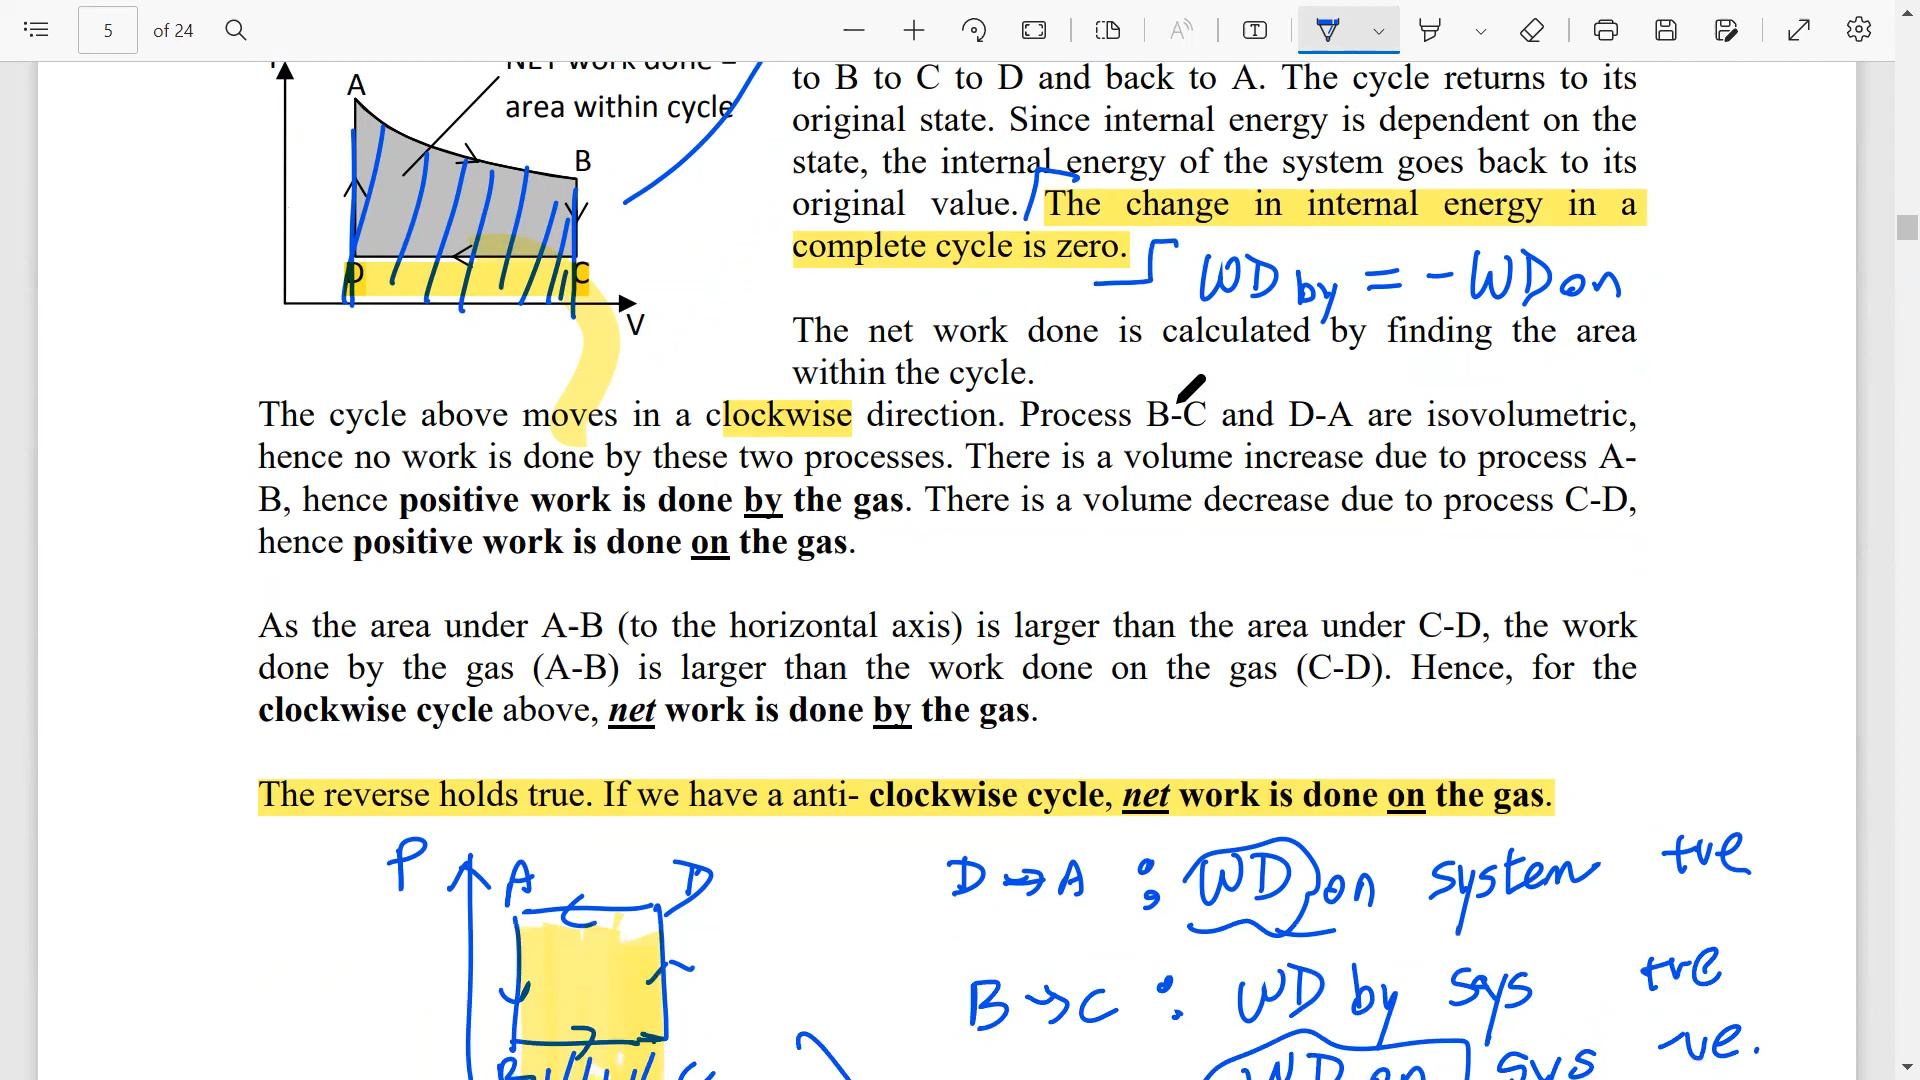 5 of 24
NET work done =
area within cycle
A
B
D
C
V
to B to C to D and back to A. The cycle returns to its
original state. Since internal energy is dependent on the
state, the internal energy of the system goes back to its
original value. The change in internal energy in a
complete cycle is zero.
WD by = - WD on
The net work done is calculated by finding the area
within the cycle.
The cycle above moves in a clockwise direction. Process B-C and D-A are isovolumetric,
hence no work is done by these two processes. There is a volume increase due to process A-
B, hence positive work is done by the gas. There is a volume decrease due to process C-D,
hence positive work is done on the gas.
As the area under A-B (to the horizontal axis) is larger than the area under C-D, the work
done by the gas (A-B) is larger than the work done on the gas (C-D). Hence, for the
clockwise cycle above, net work is done by the gas.
The reverse holds true. If we have a anti- clockwise cycle, net work is done on the gas.
P
A
D
B
D → A : WD on system +ve
B → C : WD by sys +ve
WD on sys -ve.